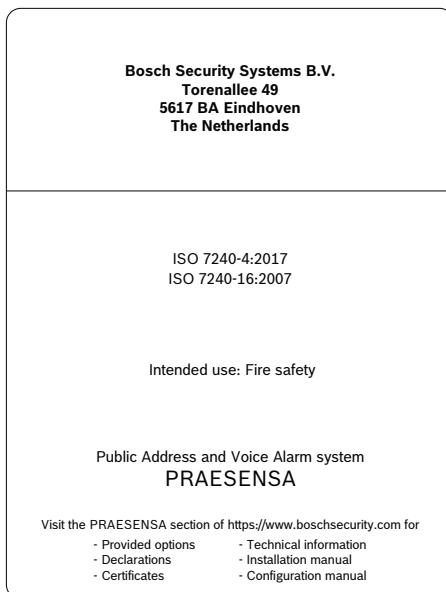 Bosch Security Systems B.V.
Torenallee 49
5617 BA Eindhoven
The Netherlands
ISO 7240-4:2017
ISO 7240-16:2007
Intended use: Fire safety
Public Address and Voice Alarm system
PRAESENSA
Visit the PRAESENSA section of https://www.boschsecurity.com for
- Provided options - Technical information
- Declarations - Installation manual
- Certificates - Configuration manual